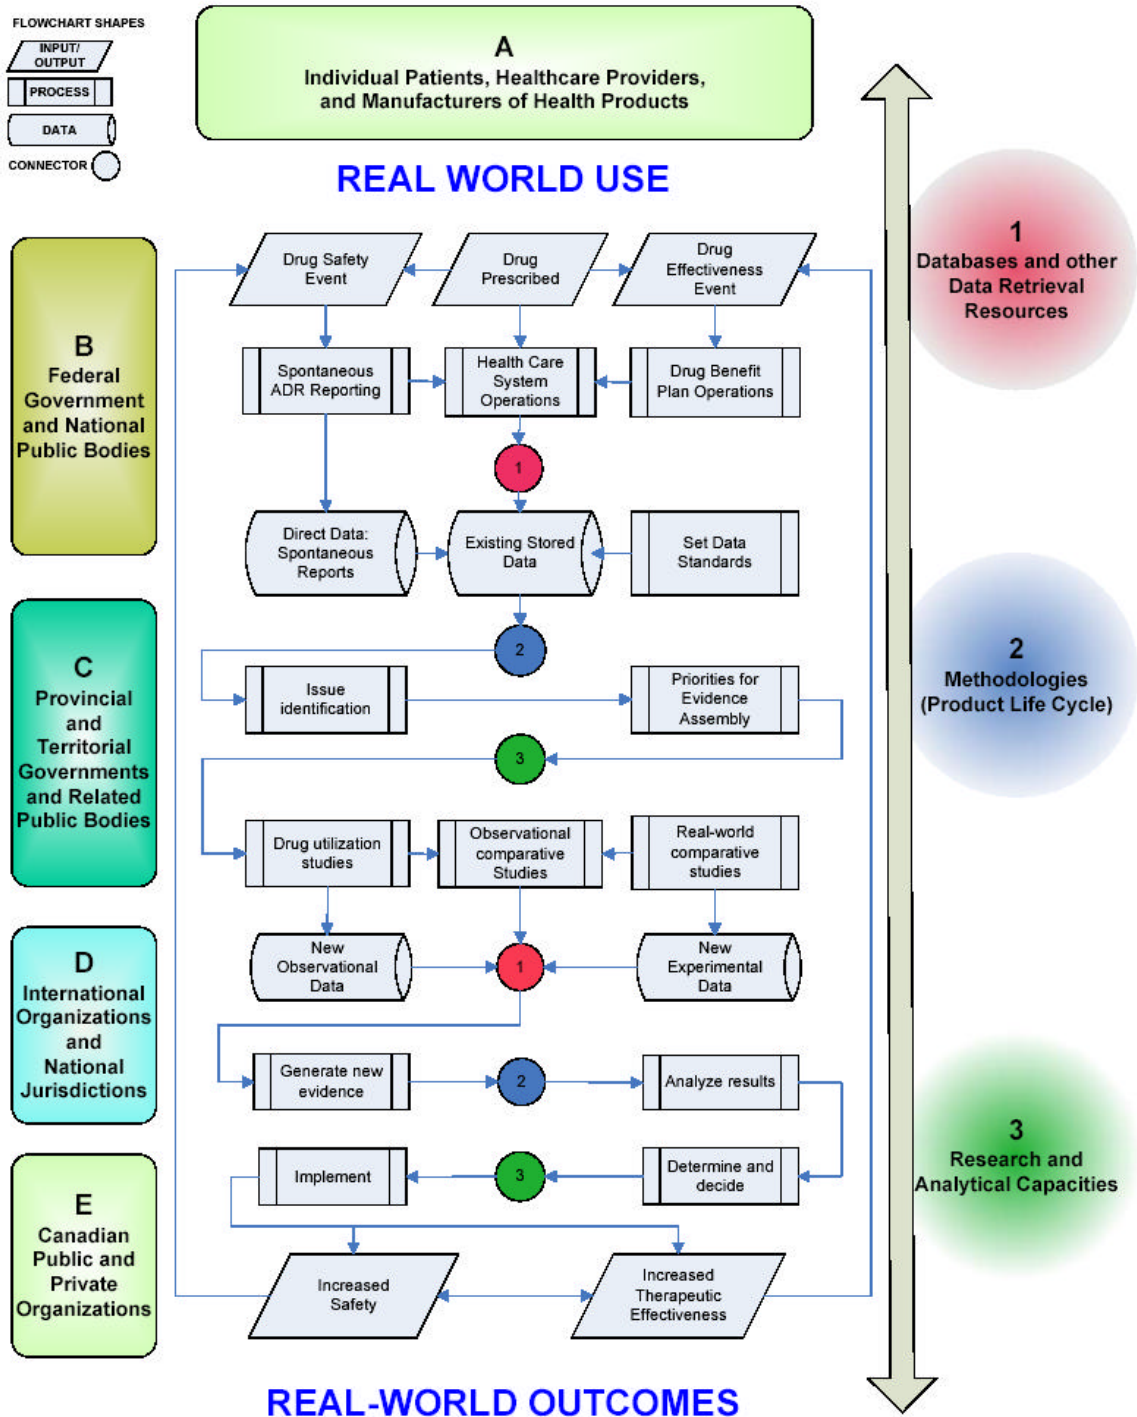 FLOWCHART SHAPES
INPUT/
OUTPUT
PROCESS
DATA
CONNECTOR
A
Individual Patients, Healthcare Providers,
and Manufacturers of Health Products
REAL WORLD USE
B
Federal
Government
and National
Public Bodies
C
Provincial
and
Territorial
Governments
and Related
Public Bodies
D
International
Organizations
and
National
Jurisdictions
E
Canadian
Public and
Private
Organizations
Drug Safety
Event
Drug
Prescribed
Drug
Effectiveness
Event
Spontaneous
ADR Reporting
Health Care
System
Operations
Drug Benefit
Plan Operations
1
Direct Data:
Spontaneous
Reports
Existing Stored
Data
Set Data
Standards
2
Issue
identification
Priorities for
Evidence
Assembly
3
Drug utilization
studies
Observational
comparative
Studies
Real-world
comparative
studies
New
Observational
Data
1
New
Experimental
Data
Generate new
evidence
2
Analyze results
Implement
3
Determine and
decide
Increased
Safety
Increased
Therapeutic
Effectiveness
1
Databases and other
Data Retrieval
Resources
2
Methodologies
(Product Life Cycle)
3
Research and
Analytical Capacities
REAL-WORLD OUTCOMES